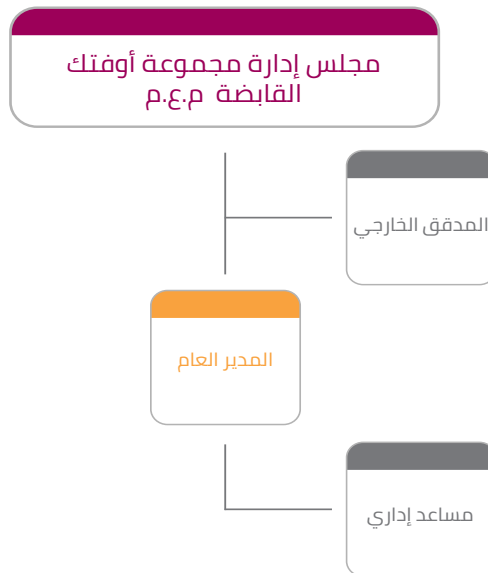 مجلس إدارة مجموعة أوفتك
القابضة م.ع.م
المدقق الخارجي
المدير العام
مساعد إداري